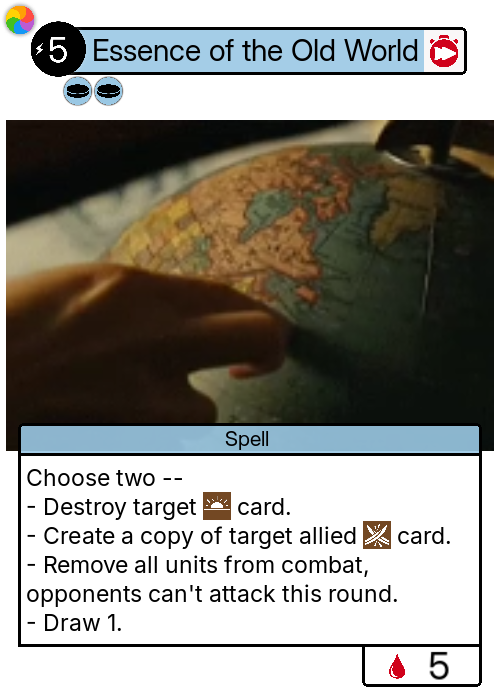 5 Essence of the Old World
Spell
Choose two --
- Destroy target card.
- Create a copy of target allied card.
- Remove all units from combat,
opponents can't attack this round.
- Draw 1.
5